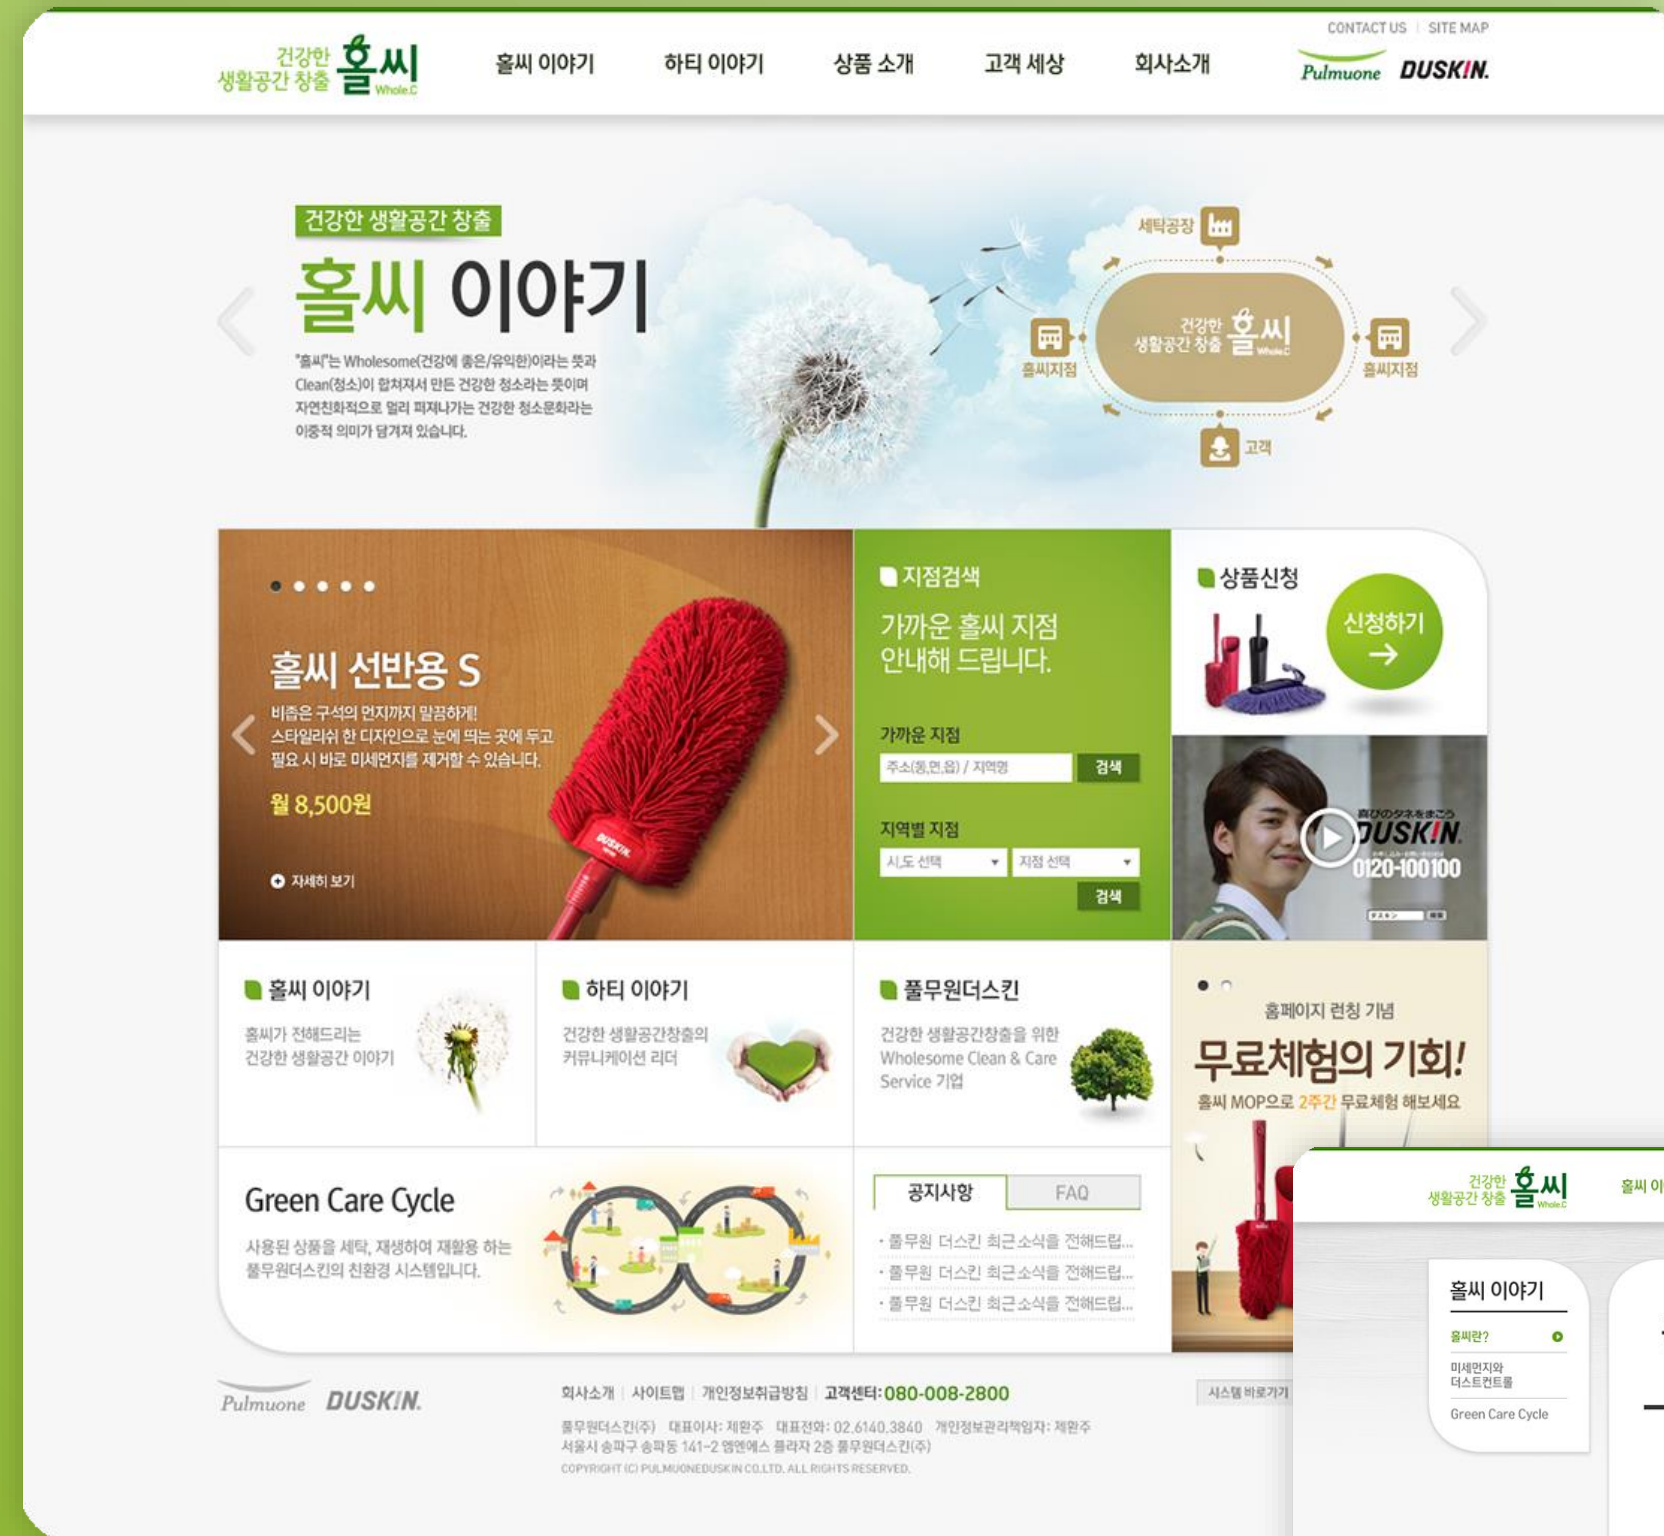 CONTACT US | SITE MAP
건강한
생활공간 창출
홀씨
Whole.C
홀씨 이야기
하티 이야기
상품 소개
고객 세상
회사소개
Pulmuone
DUSKIN.
건강한 생활공간 창출
홀씨 이야기
"홀씨"는 Wholesome(건강에 좋은/유익한)이라는 뜻과
Clean(청소)이 합쳐져서 만든 건강한 청소라는 뜻이며
자연친화적으로 멀리 퍼져나가는 건강한 청소문화라는
이중적 의미가 담겨져 있습니다.
세탁공장
건강한
생활공간 창출
홀씨
Whole.C
홀씨지점
홀씨지점
고객
홀씨 선반용 S
비좁은 구석의 먼지까지 말끔하게!
스타일리쉬 한 디자인으로 눈에 띄는 곳에 두고
필요 시 바로 미세먼지를 제거할 수 있습니다.
월 8,500원
자세히 보기
DUSKIN.
지점검색
가까운 홀씨 지점
안내해 드립니다.
가까운 지점
주소(동,면,읍) / 지역명
검색
지역별 지점
시,도 선택
지점 선택
검색
상품신청
신청하기
喜びのタネをまこう
DUSKIN.
0120-100100
ダスキン
検索
홀씨 이야기
홀씨가 전해드리는
건강한 생활공간 이야기
하티 이야기
건강한 생활공간창출의
커뮤니케이션 리더
풀무원더스킨
건강한 생활공간창출을 위한
Wholesome Clean & Care
Service 기업
홈페이지 런칭 기념
무료체험의 기회!
홀씨 MOP으로 2주간 무료체험 해보세요
Green Care Cycle
사용된 상품을 세탁, 재생하여 재활용 하는
풀무원더스킨의 친환경 시스템입니다.
공지사항
FAQ
· 풀무원 더스킨 최근소식을 전해드립...
· 풀무원 더스킨 최근소식을 전해드립...
· 풀무원 더스킨 최근소식을 전해드립...
Pulmuone
DUSKIN.
회사소개 | 사이트맵 | 개인정보취급방침 | 고객센터: 080-008-2800
풀무원더스킨(주) 대표이사: 제환주 대표전화: 02.6140.3840 개인정보관리책임자: 제환주
서울시 송파구 송파동 141-2 엠엔에스 플라자 2층 풀무원더스킨(주)
COPYRIGHT (C) PULMUONEDUSKIN CO.LTD. ALL RIGHTS RESERVED.
시스템 바로가기
건강한
생활공간 창출
홀씨
Whole.C
홀씨 이
홀씨 이야기
홀씨란?
미세먼지와
더스트컨트롤
Green Care Cycle